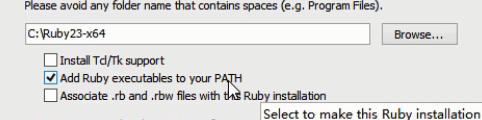 Please avoid any folder name that contains spaces (e.g. Program Files).
C:\Ruby23-x64
Browse...
Install Tcl/Tk support
Add Ruby executables to your PATH
Associate .rb and .rbw files with this Ruby installation
Select to make this Ruby installation